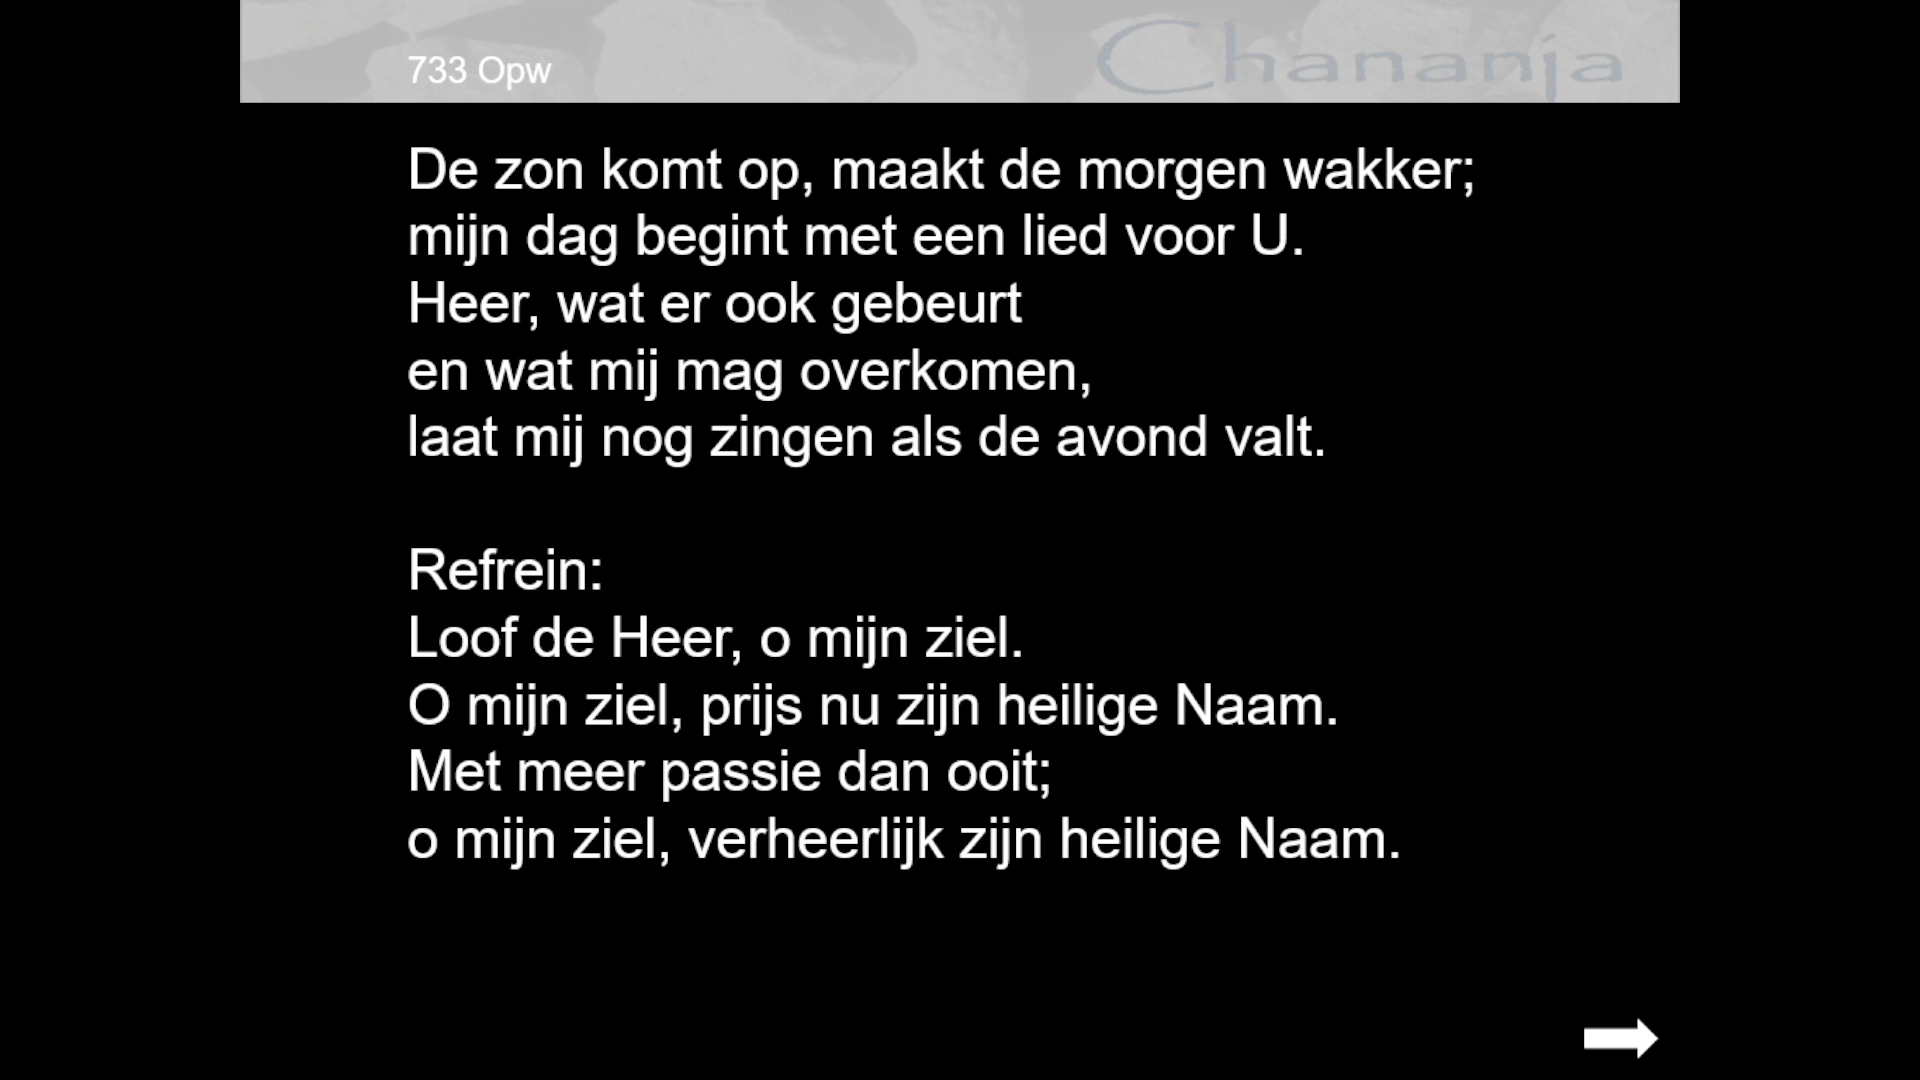 733 Opw
Chananja
De zon komt op, maakt de morgen wakker;
mijn dag begint met een lied voor U.
Heer, wat er ook gebeurt
en wat mij mag overkomen,
laat mij nog zingen als de avond valt.
Refrein:
Loof de Heer, o mijn ziel.
O mijn ziel, prijs nu zijn heilige Naam.
Met meer passie dan ooit;
o mijn ziel, verheerlijk zijn heilige Naam.